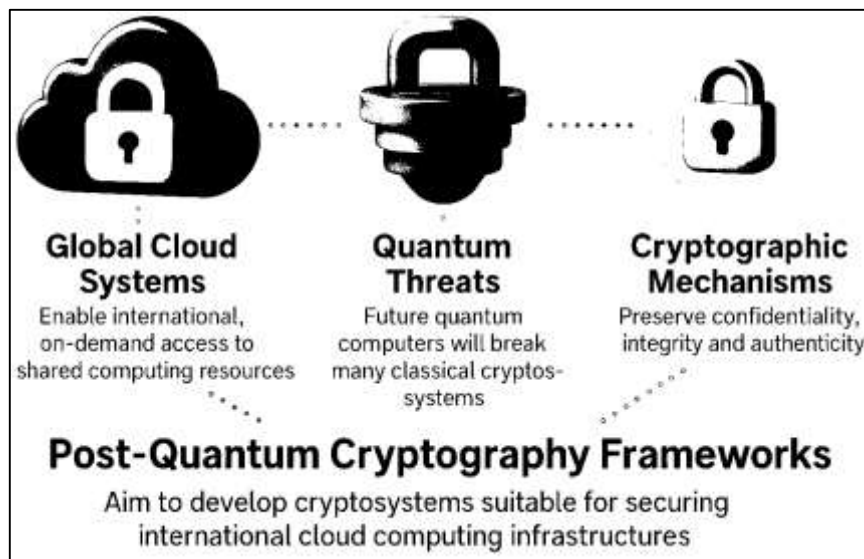 Global Cloud
Systems
Enable international,
on-demand access to
shared computing resources
Quantum
Threats
Future quantum
computers will break
many classical cryptos-
systems
Cryptographic
Mechanisms
Preserve confidentiality,
integrity and authenticity
Post-Quantum Cryptography Frameworks
Aim to develop cryptosystems suitable for securing
international cloud computing infrastructures